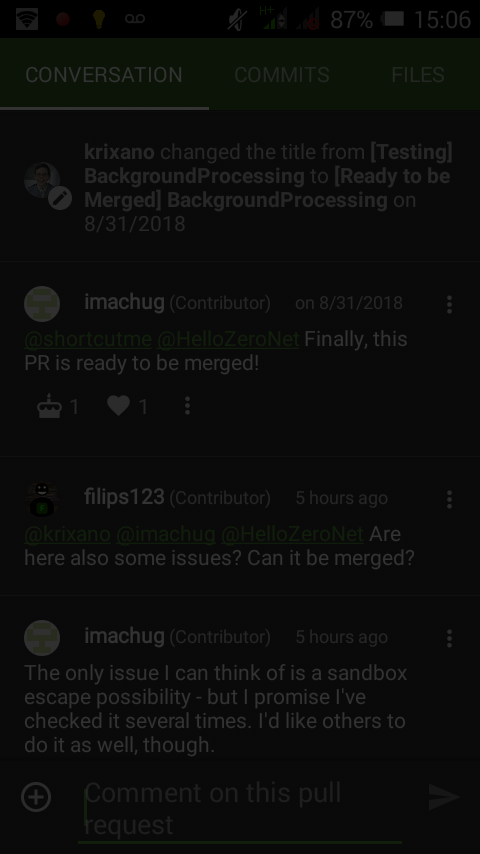 87% 15:06
CONVERSATION COMMITS FILES
krixano changed the title from [Testing]
BackgroundProcessing to [Ready to be
Merged] BackgroundProcessing on
8/31/2018
imachug (Contributor) on 8/31/2018
@shortcutme @HelloZeroNet Finally, this
PR is ready to be merged!
1 1
filips123 (Contributor) 5 hours ago
@krixano @imachug @HelloZeroNet Are
here also some issues? Can it be merged?
imachug (Contributor) 5 hours ago
The only issue I can think of is a sandbox
escape possibility - but I promise I've
checked it several times. I'd like others to
do it as well, though.
Comment on this pull
request